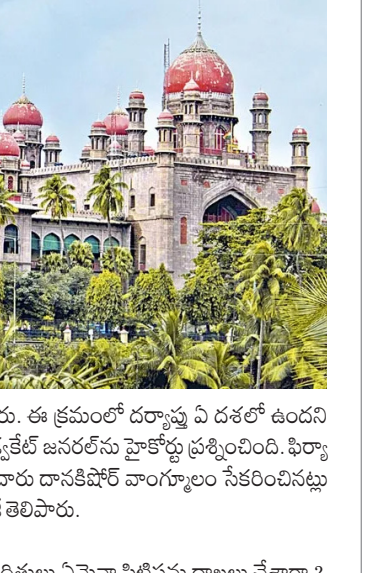 రు. ఈ క్రమంలో దర్యాప్తు ఏ దశలో ఉందని
కేట్ జనరల్‌ను హైకోర్టు ప్రశ్నించింది. ఫిర్యా
దారు దానకిషోర్ వాంగ్మూలం సేకరించినట్లు
తెలిపారు.